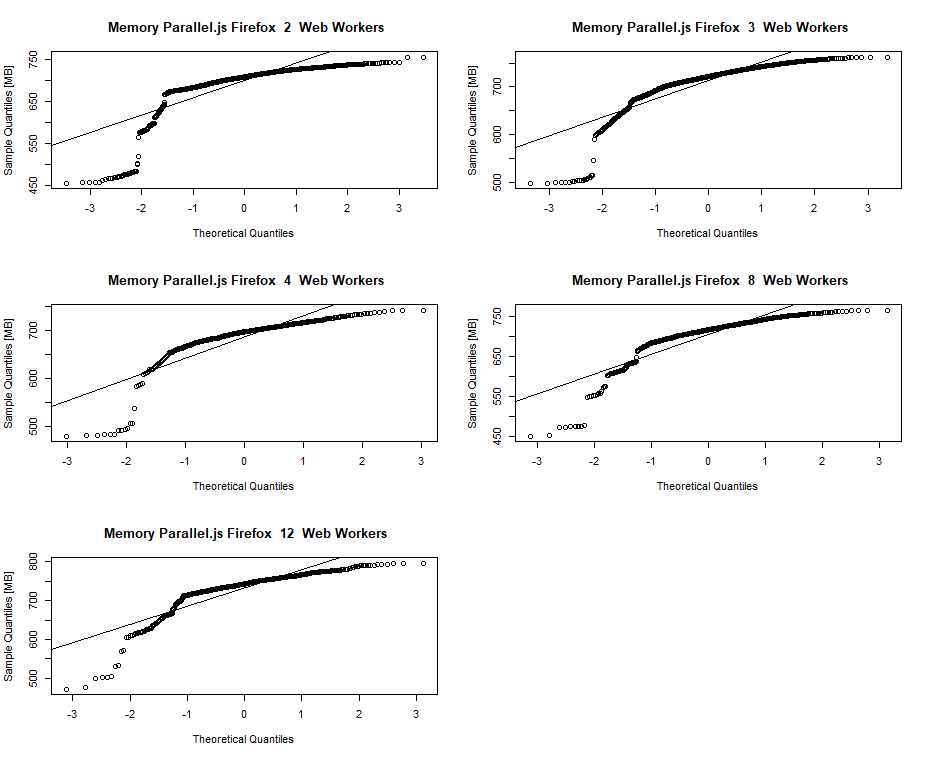 Memory Parallel.js Firefox 2 Web Workers
Sample Quantiles [MB]
450 550 650 750
-3 -2 -1 0 1 2 3
Theoretical Quantiles
Memory Parallel.js Firefox 3 Web Workers
Sample Quantiles [MB]
500 600 700
-3 -2 -1 0 1 2 3
Theoretical Quantiles
Memory Parallel.js Firefox 4 Web Workers
Sample Quantiles [MB]
500 600 700
-3 -2 -1 0 1 2 3
Theoretical Quantiles
Memory Parallel.js Firefox 8 Web Workers
Sample Quantiles [MB]
450 550 650 750
-3 -2 -1 0 1 2 3
Theoretical Quantiles
Memory Parallel.js Firefox 12 Web Workers
Sample Quantiles [MB]
500 600 700 800
-3 -2 -1 0 1 2 3
Theoretical Quantiles